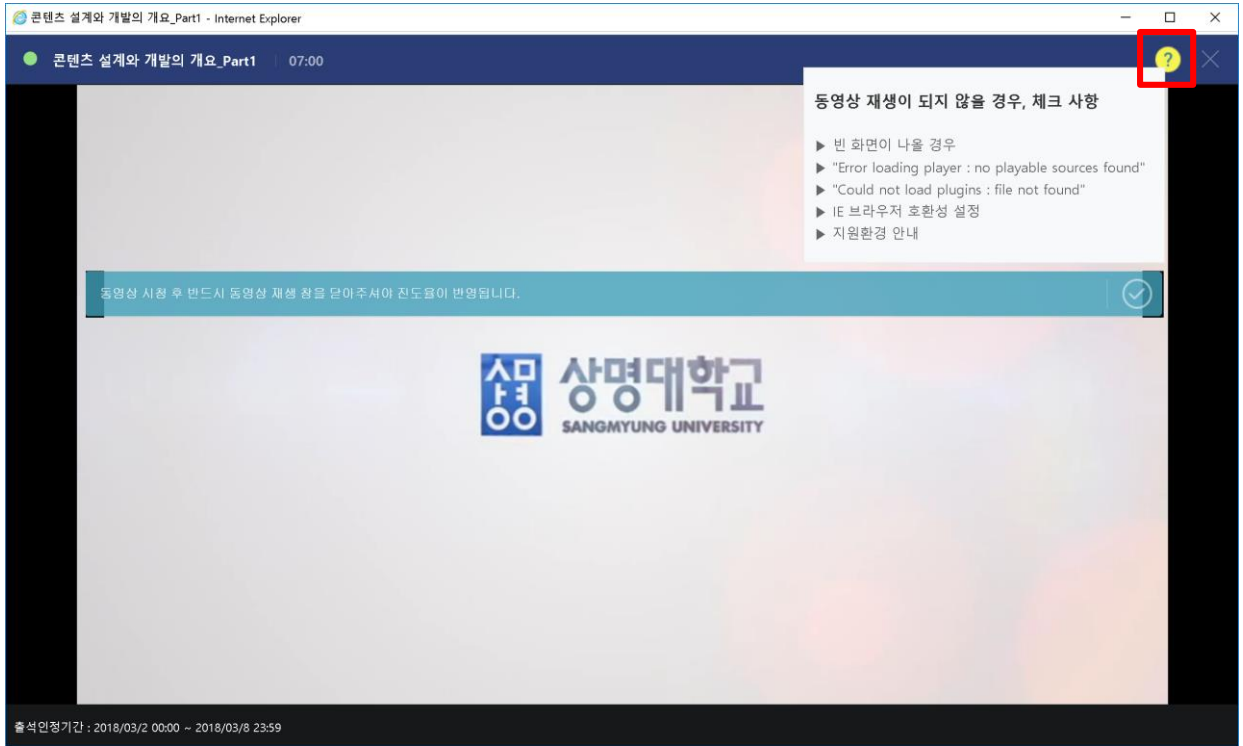 콘텐츠 설계와 개발의 개요_Part1 - Internet Explorer
콘텐츠 설계와 개발의 개요_Part1 07:00
?
동영상 재생이 되지 않을 경우, 체크 사항
▶ 빈 화면이 나올 경우
▶ "Error loading player : no playable sources found"
▶ "Could not load plugins : file not found"
▶ IE 브라우저 호환성 설정
▶ 지원환경 안내
동영상 시청 후 반드시 동영상 재생 창을 닫아주셔야 진도율이 반영됩니다.
상명 상명대학교
SANGMYUNG UNIVERSITY
출석인정기간 : 2018/03/2 00:00 ~ 2018/03/8 23:59